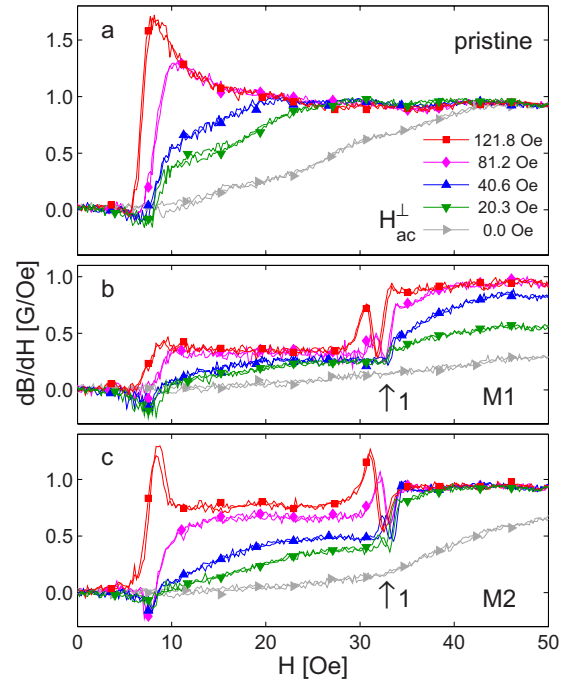 a
pristine
1.5
1.0
0.5
0.0
121.8 Oe
81.2 Oe
40.6 Oe
20.3 Oe
0.0 Oe
H⊥ac
b
1.0
0.5
0.0
↑1
M1
dB/dH [G/Oe]
c
1.0
0.5
0.0
↑1
M2
0 10 20 30 40 50
H [Oe]